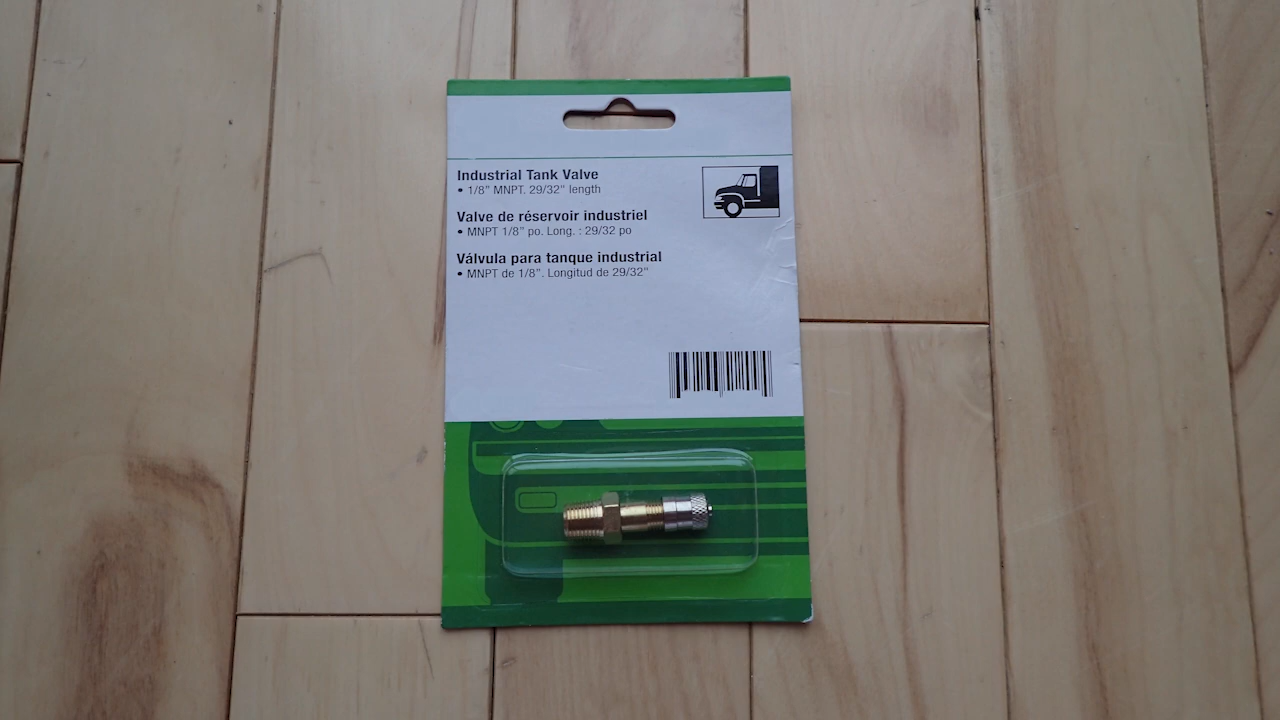 Industrial Tank Valve
• 1/8" MNPT. 29/32" length
Valve de réservoir industriel
• MNPT 1/8" po. Long. : 29/32 po
Válvula para tanque industrial
• MNPT de 1/8". Longitud de 29/32"